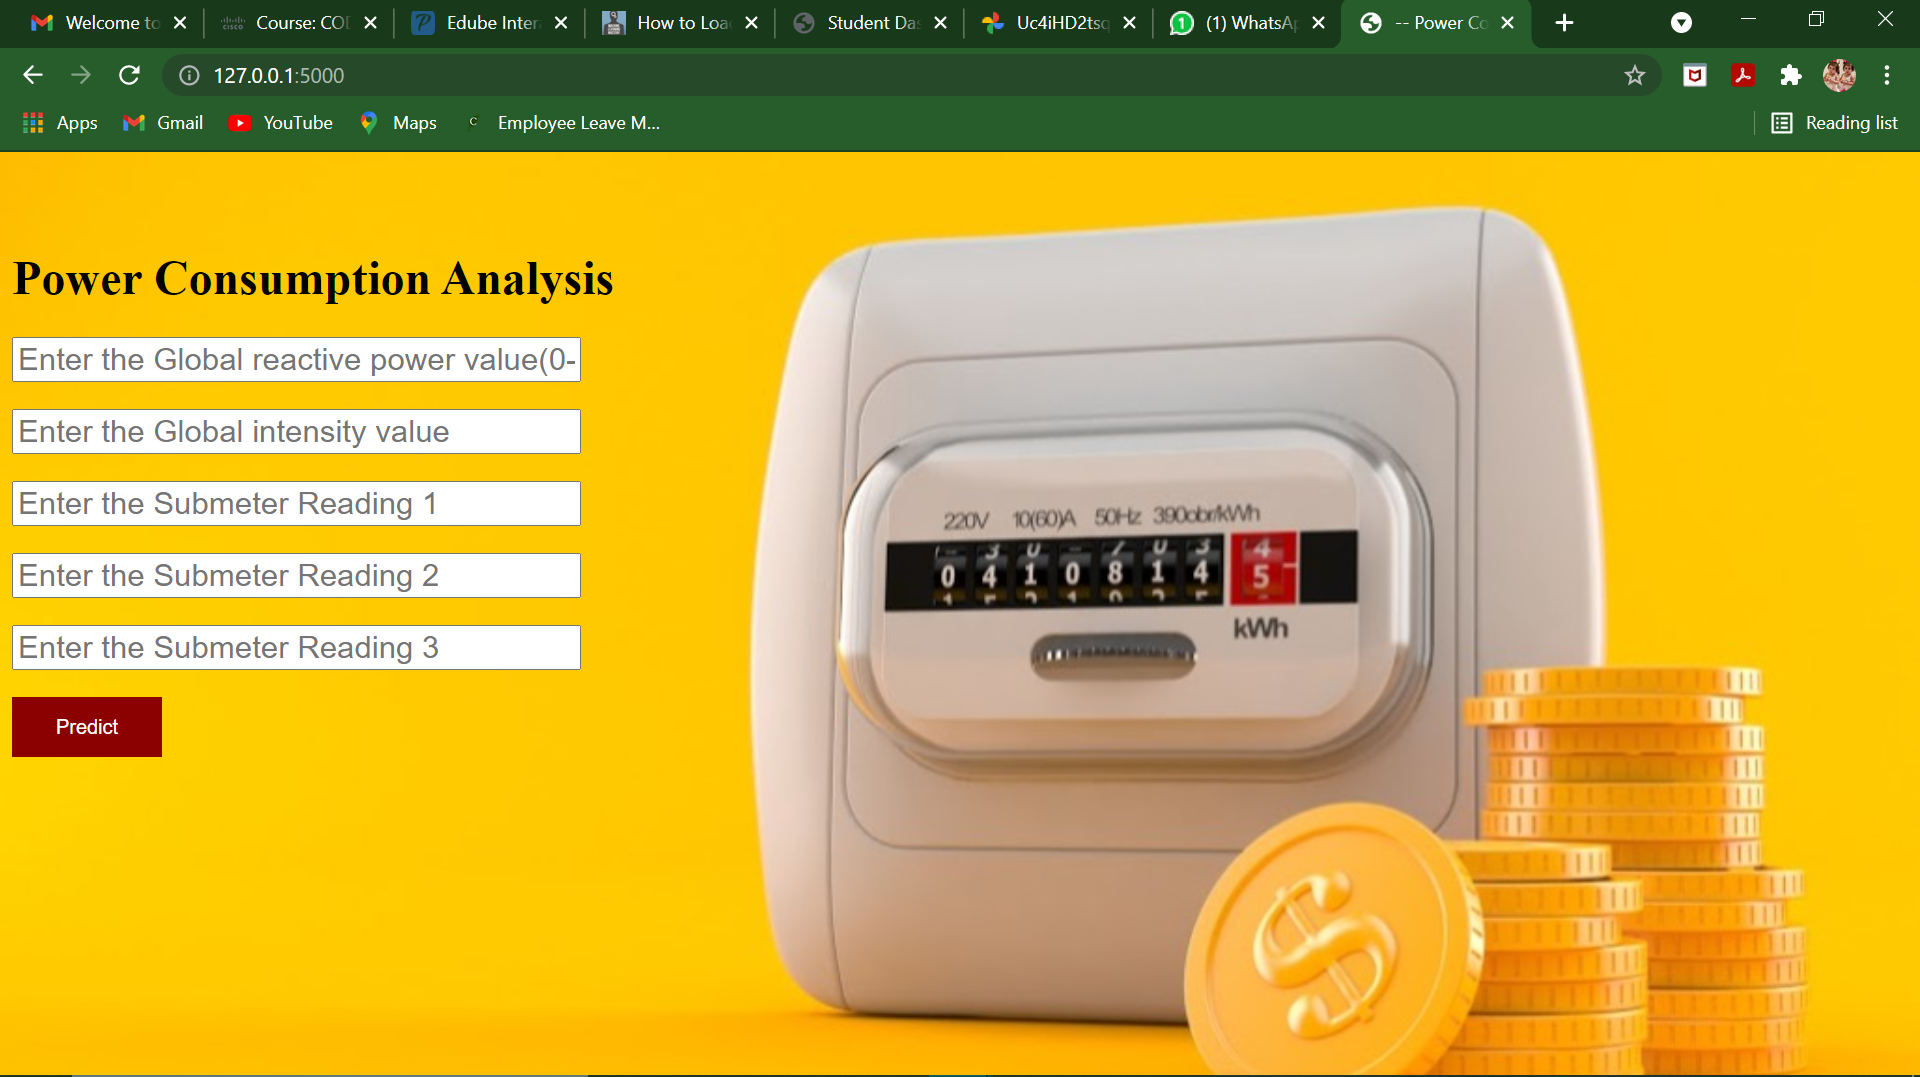 Welcome to
Course: COD
Edube Inter
How to Loa
Student Das
Uc4iHD2tsq
(1) WhatsAp
-- Power Co
127.0.0.1:5000
Apps
Gmail
YouTube
Maps
Employee Leave M...
Reading list
Power Consumption Analysis
Enter the Global reactive power value(0-
Enter the Global intensity value
Enter the Submeter Reading 1
Enter the Submeter Reading 2
Enter the Submeter Reading 3
Predict
220V 10(60)A 50Hz 390obr/kWh
0 4 1 0 8 1 4 5
kWh
$